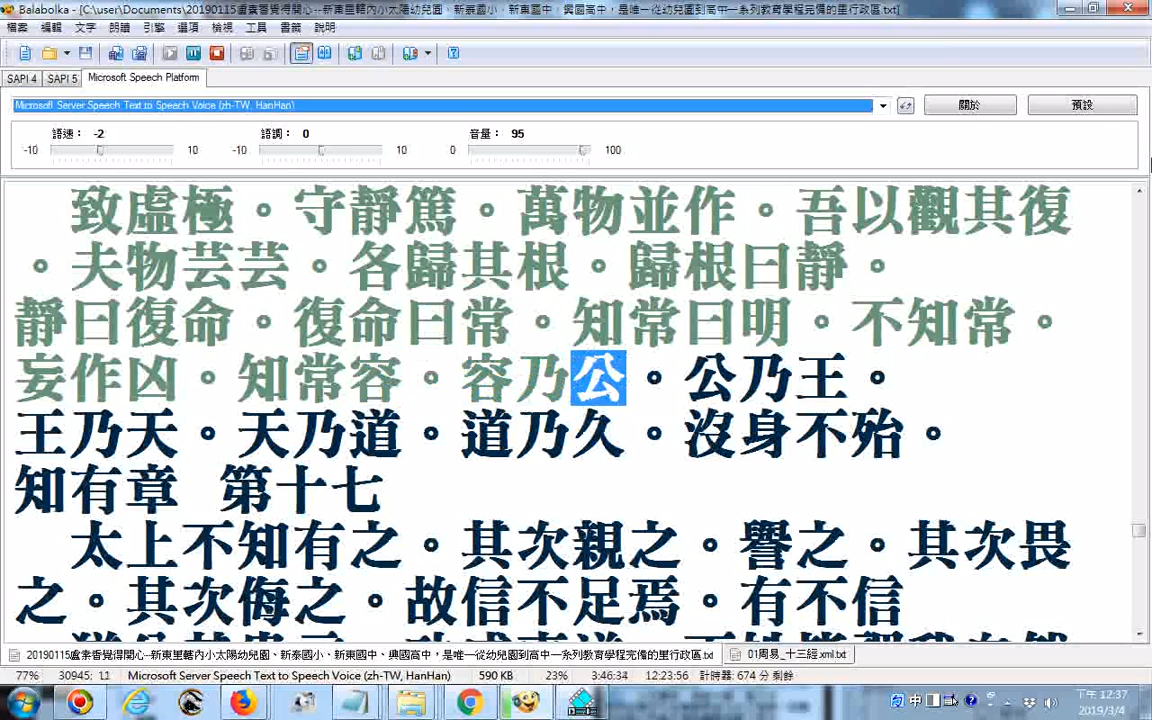 Balabolka - [C:\user\Documents\20190115盧素香覺得開心--新東里轄內小太陽幼兒園、新泰國小、新東國中、興國高中，是唯一從幼兒園到高中一系列教育學程完備的里行政區.txt]
檔案 編輯 文字 朗讀 引擎 選項 檢視 工具 書籤 說明
SAPI 4 SAPI 5 Microsoft Speech Platform
Microsoft Server Speech Text to Speech Voice (zh-TW, HanHan) 關於 預設
語速： -2 語調： 0 音量： 95
-10 10 -10 10 0 100
致虛極。守靜篤。萬物並作。吾以觀其復
。夫物芸芸。各歸其根。歸根曰靜。
靜曰復命。復命曰常。知常曰明。不知常。
妄作凶。知常容。容乃公。公乃王。
王乃天。天乃道。道乃久。沒身不殆。
知有章 第十七
太上不知有之。其次親之。譽之。其次畏
之。其次侮之。故信不足焉。有不信
20190115盧素香覺得開心--新東里轄內小太陽幼兒園、新泰國小、新東國中、興國高中，是唯一從幼兒園到高中一系列教育學程完備的里行政區.txt 01周易_十三經.xml.txt
77% 30945: 11 Microsoft Server Speech Text to Speech Voice (zh-TW, HanHan) 590 KB 23% 3:46:34 12:23:56 計時器: 674 分 剩餘
中 下午 12:37
2019/3/4